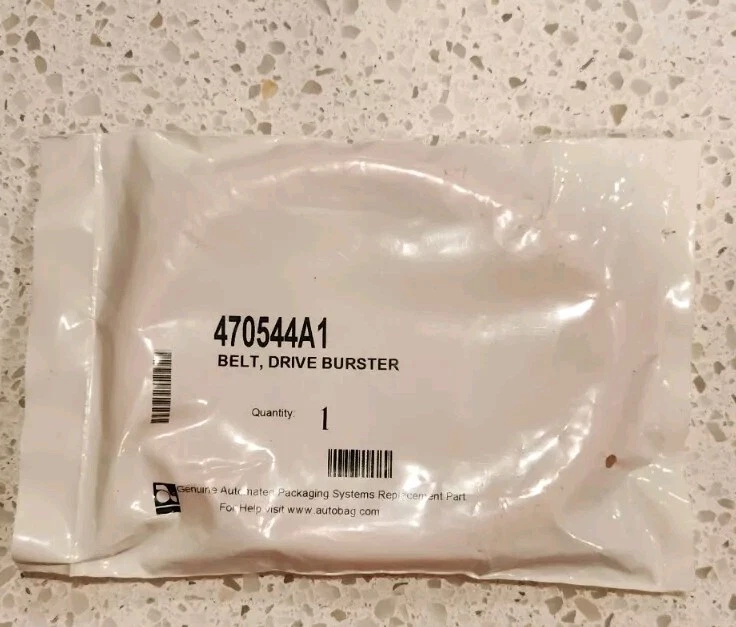 470544A1
BELT, DRIVE BURSTER
Quantity: 1
Genuine Automated Packaging Systems Replacement Part
For Help visit www.autobag.com